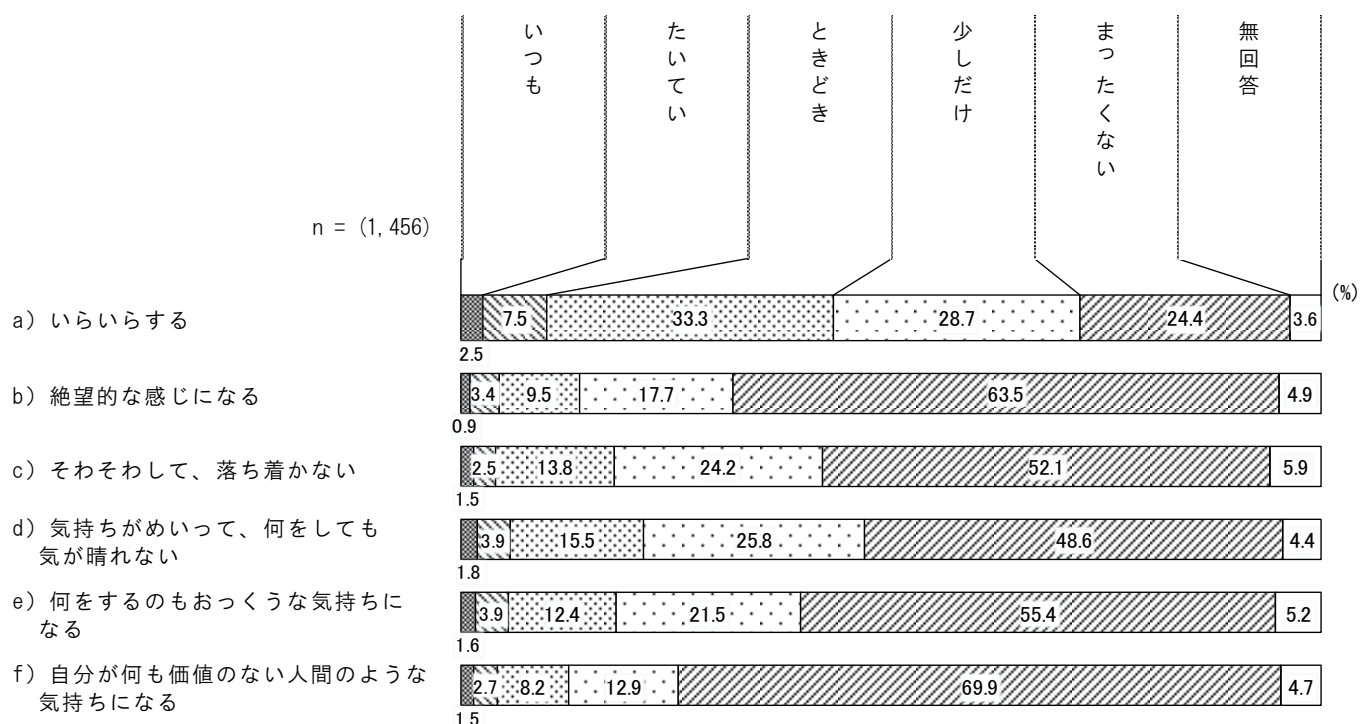 いつも
たいてい
ときどき
少しだけ
まったくない
無回答
n = (1,456)
(%)
a) いらいらする
7.5 33.3 28.7 24.4 3.6
2.5
b) 絶望的な感じになる
3.4 9.5 17.7 63.5 4.9
0.9
c) そわそわして、落ち着かない
2.5 13.8 24.2 52.1 5.9
1.5
d) 気持ちがめいって、何をしても
気が晴れない
3.9 15.5 25.8 48.6 4.4
1.8
e) 何をするのもおっくうな気持ちに
なる
3.9 12.4 21.5 55.4 5.2
1.6
f) 自分が何も価値のない人間のような
気持ちになる
2.7 8.2 12.9 69.9 4.7
1.5